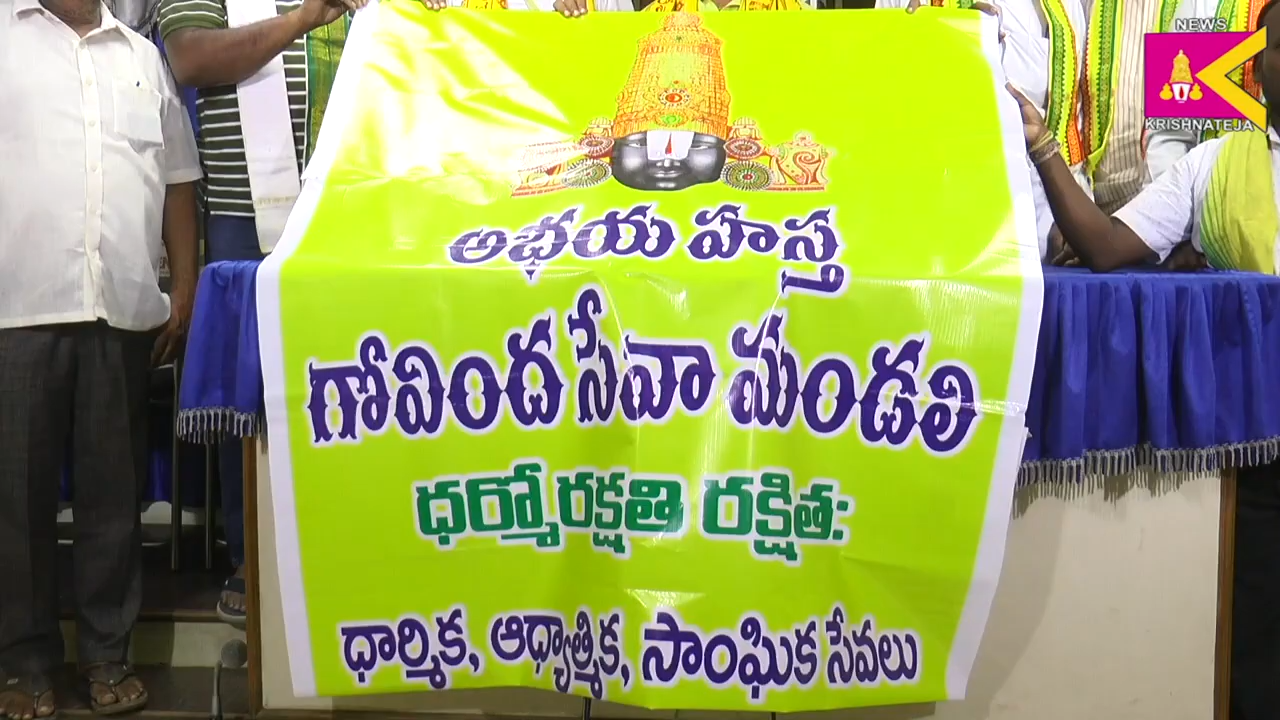 NEWS
KRISHNATEJA
అభయ హస్త
గోవింద సేవా మండలి
ధర్మోరక్షతి రక్షిత:
ధార్మిక, ఆధ్యాత్మిక, సాంఘిక సేవలు